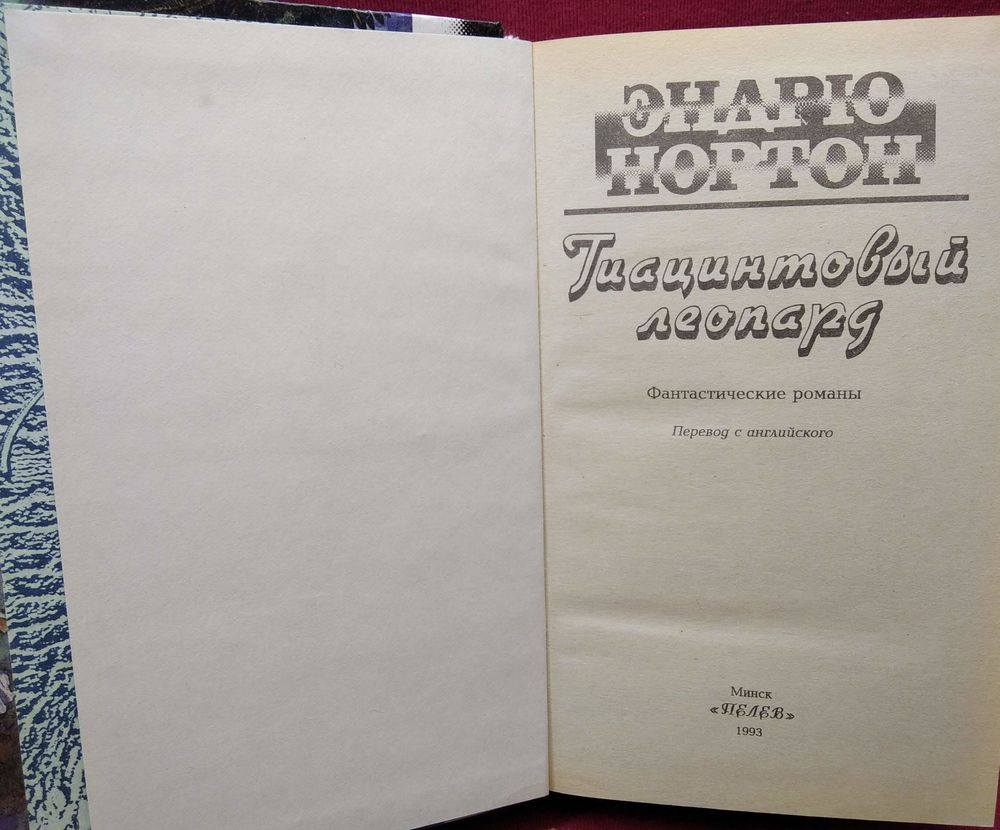 ЭНДРЮ
НОРТОН
Гиацинтовый
леопард
Фантастические романы
Перевод с английского
Минск
«ПЕЛЕВ»
1993